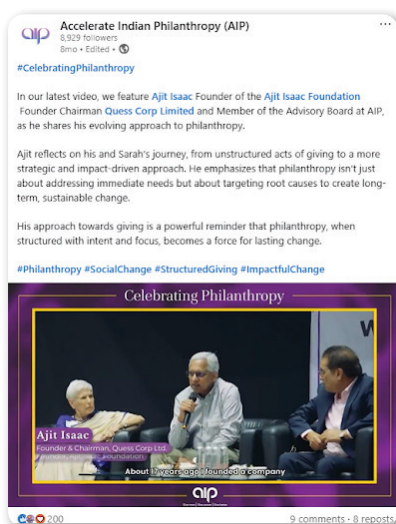 aip
Accelerate Indian Philanthropy (AIP)
8,929 followers
8mo • Edited •
#CelebratingPhilanthropy
In our latest video, we feature Ajit Isaac Founder of the Ajit Isaac Foundation
Founder Chairman Quess Corp Limited and Member of the Advisory Board at AIP,
as he shares his evolving approach to philanthropy.
Ajit reflects on his and Sarah's journey, from unstructured acts of giving to a more
strategic and impact-driven approach. He emphasizes that philanthropy isn't just
about addressing immediate needs but about targeting root causes to create long-
term, sustainable change.
His approach towards giving is a powerful reminder that philanthropy, when
structured with intent and focus, becomes a force for lasting change.
#Philanthropy #SocialChange #StructuredGiving #ImpactfulChange
Celebrating Philanthropy
W
Ajit Isaac
Founder & Chairman, Quess Corp Ltd.
Founder, Ajit Isaac Foundation
About 17 years ago I founded a company
aip
200
9 comments • 8 reposts